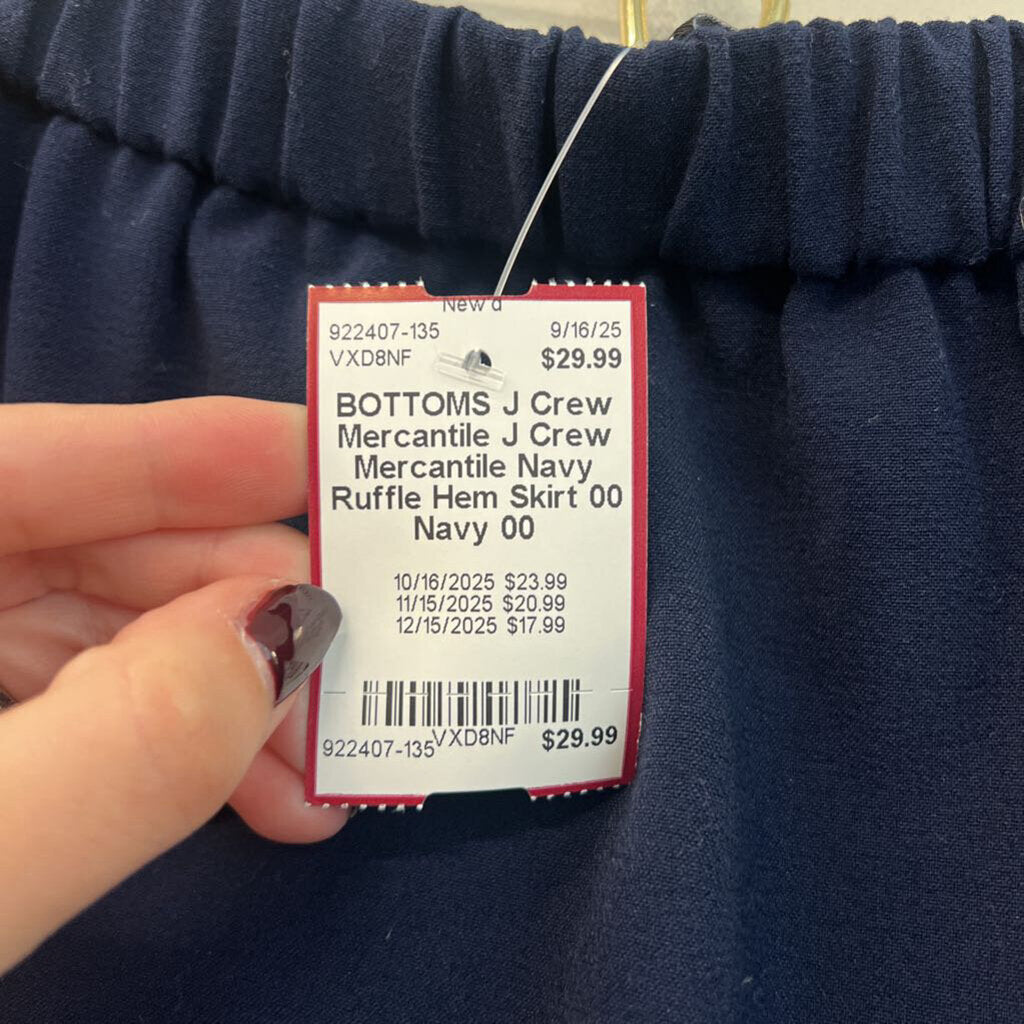 New d
922407-135 9/16/25
VXD8NF $29.99
BOTTOMS J Crew
Mercantile J Crew
Mercantile Navy
Ruffle Hem Skirt 00
Navy 00
10/16/2025 $23.99
11/15/2025 $20.99
12/15/2025 $17.99
922407-135 VXD8NF $29.99